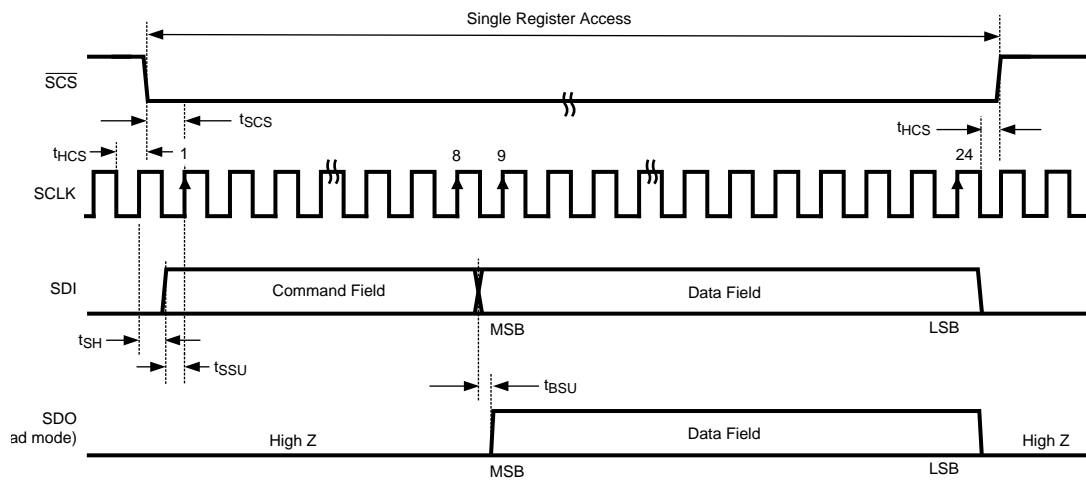 Single Register Access
SCS
tSCS
tHCS
tHCS
1
8
9
24
SCLK
SDI
Command Field
Data Field
MSB
LSB
tSH
tSSU
tBSU
SDO
ad mode)
High Z
Data Field
High Z
MSB
LSB